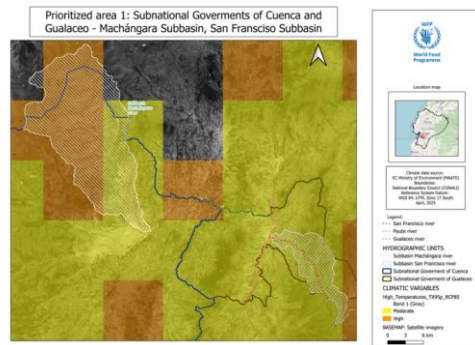 Prioritized area 1: Subnational Goverments of Cuenca and
Gualaceo - Machángara Subbasin, San Fransciso Subbasin
WFP
World Food
Programme
Location map
Climate data source:
EC Ministry of Environment (MAATE)
Boundaries:
National Boundary Council (CONALI)
Reference System Datum:
WGS 84, UTM, Zone 17 South
April, 2025
Legend:
San Francisco river
Paute river
Gualaceo river
HYDROGRAPHIC UNITS
Subbasin Machángara river
Subbasin San Francisco river
Subnational Goverment of Cuenca
Subnational Goverment of Gualaceo
CLIMATIC VARIABLES
High_Temperatures_TX95p_RCP85
Band 1 (Gray)
Moderate
High
BASEMAP: Satellite imagery
0 3 6 km